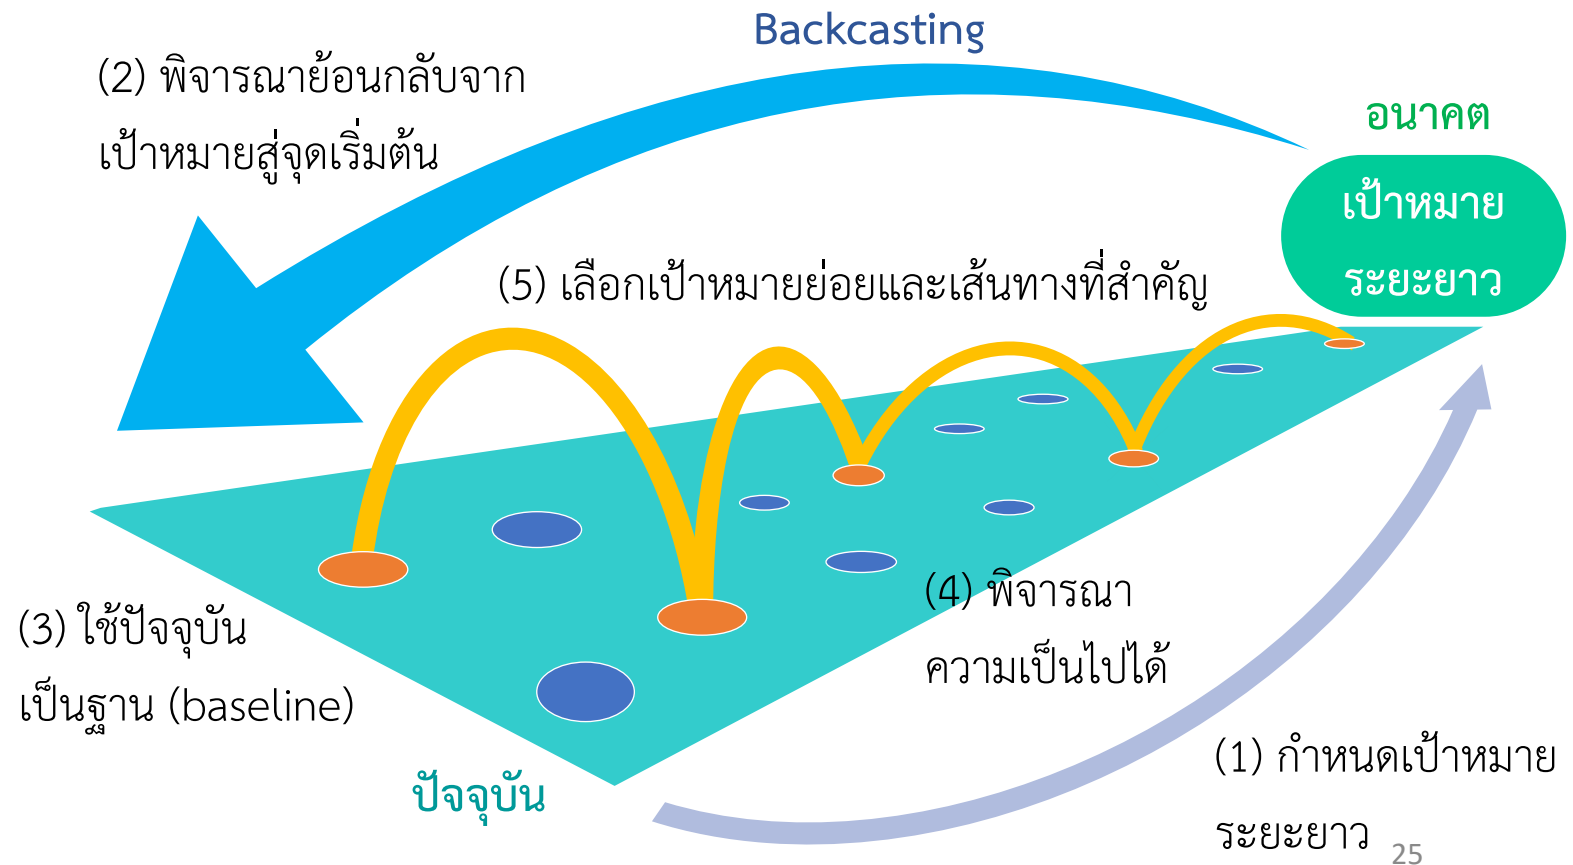 Backcasting
(2) พิจารณาย้อนกลับจาก
เป้าหมายสู่จุดเริ่มต้น
อนาคต
เป้าหมาย
ระยะยาว
(5) เลือกเป้าหมายย่อยและเส้นทางที่สำคัญ
(3) ใช้ปัจจุบัน
เป็นฐาน (baseline)
(4) พิจารณา
ความเป็นไปได้
ปัจจุบัน
(1) กำหนดเป้าหมาย
ระยะยาว
25